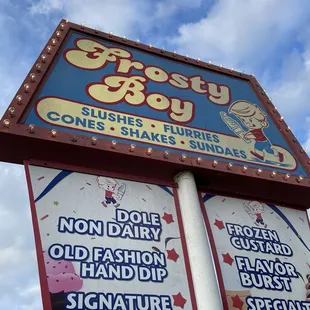 Frosty
Boy
SLUSHES • FLURRIES
CONES • SHAKES • SUNDAES
DOLE
NON DAIRY
OLD FASHION
HAND DIP
SIGNATURE
FROZEN
CUSTARD
FLAVOR
BURST
SPECIALT